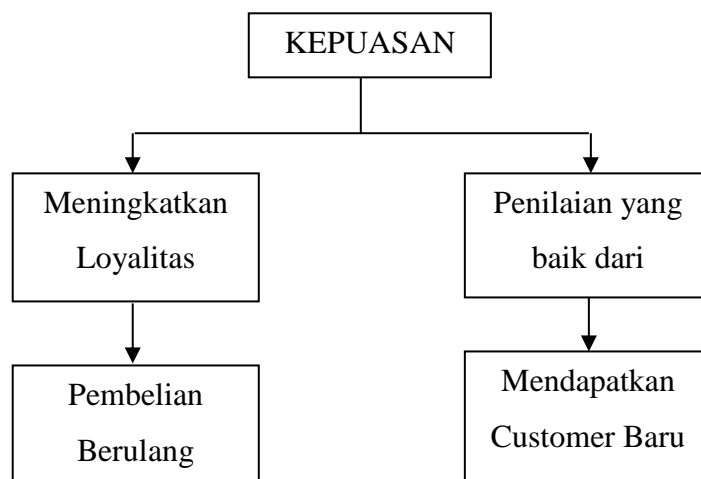 KEPUASAN
Meningkatkan
Loyalitas
Penilaian yang
baik dari
Pembelian
Berulang
Mendapatkan
Customer Baru